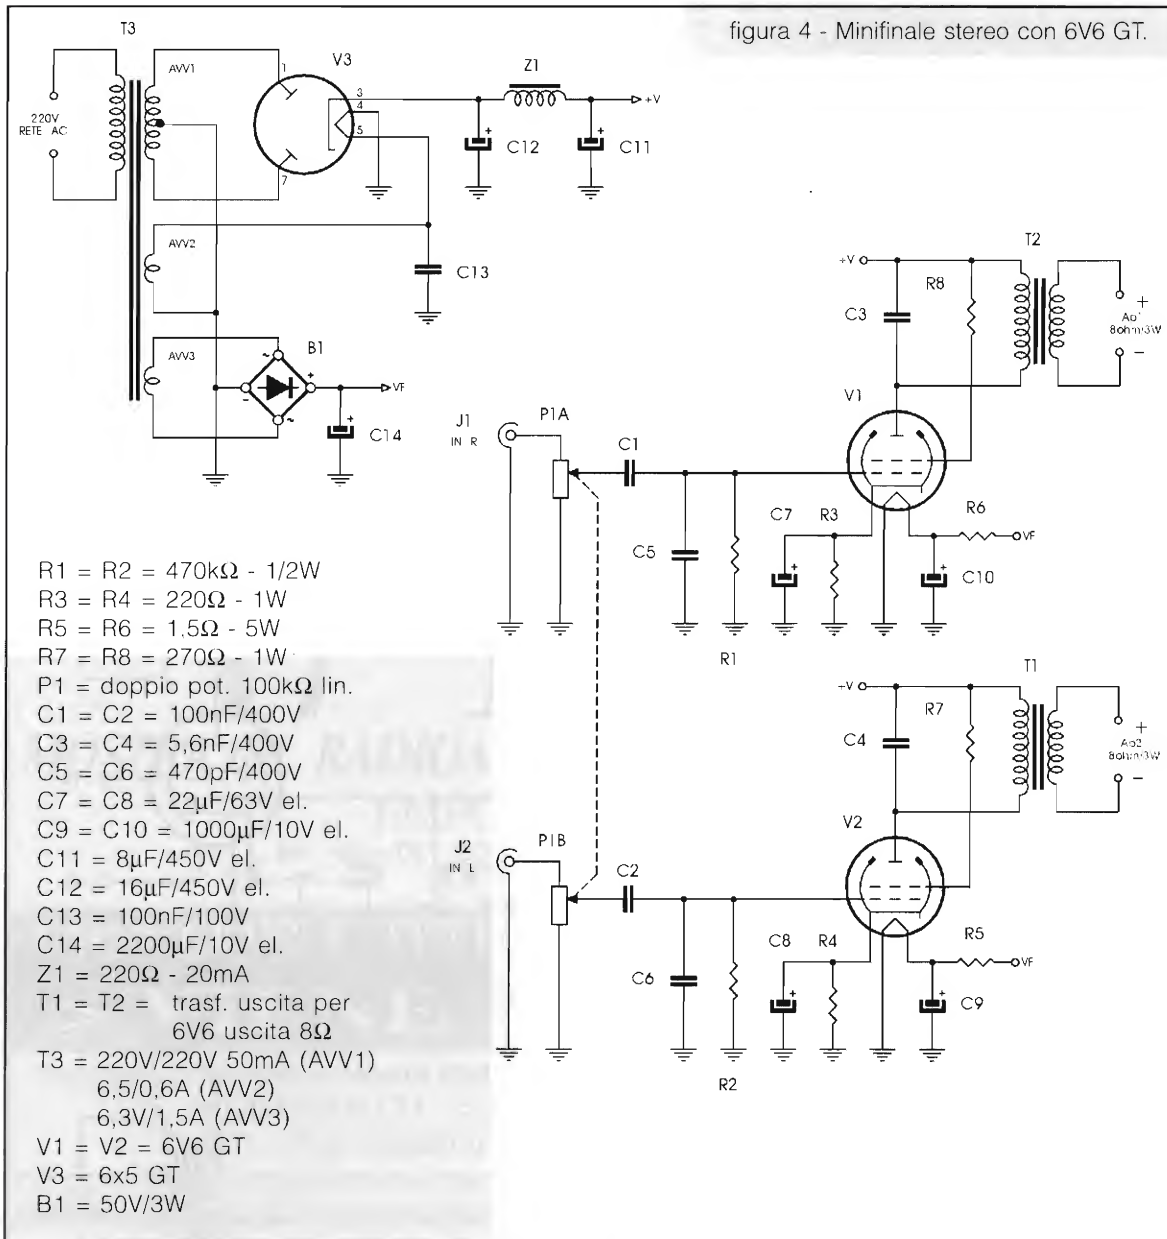 figura 4 - Minifinale stereo con 6V6 GT.
T3
AVV1
1
V3
3
4
5
7
Z1
+V
220V
RETE AC
C12
C11
AVV2
C13
AVV3
~
B1
+
-
~
VF
C14
+V
R8
T2
C3
+
Ao1
8ohm/3W
-
V1
J1
IN R
P1A
C1
C7
R3
R6
VF
C5
C10
R1
+V
R7
T1
C4
+
Ao2
8ohm/3W
-
V2
J2
IN L
P1B
C2
C8
R4
R5
VF
C6
C9
R2
R1 = R2 = 470kΩ - 1/2W
R3 = R4 = 220Ω - 1W
R5 = R6 = 1,5Ω - 5W
R7 = R8 = 270Ω - 1W
P1 = doppio pot. 100kΩ lin.
C1 = C2 = 100nF/400V
C3 = C4 = 5,6nF/400V
C5 = C6 = 470pF/400V
C7 = C8 = 22µF/63V el.
C9 = C10 = 1000µF/10V el.
C11 = 8µF/450V el.
C12 = 16µF/450V el.
C13 = 100nF/100V
C14 = 2200µF/10V el.
Z1 = 220Ω - 20mA
T1 = T2 = trasf. uscita per
6V6 uscita 8Ω
T3 = 220V/220V 50mA (AVV1)
6,5/0,6A (AVV2)
6,3V/1,5A (AVV3)
V1 = V2 = 6V6 GT
V3 = 6x5 GT
B1 = 50V/3W